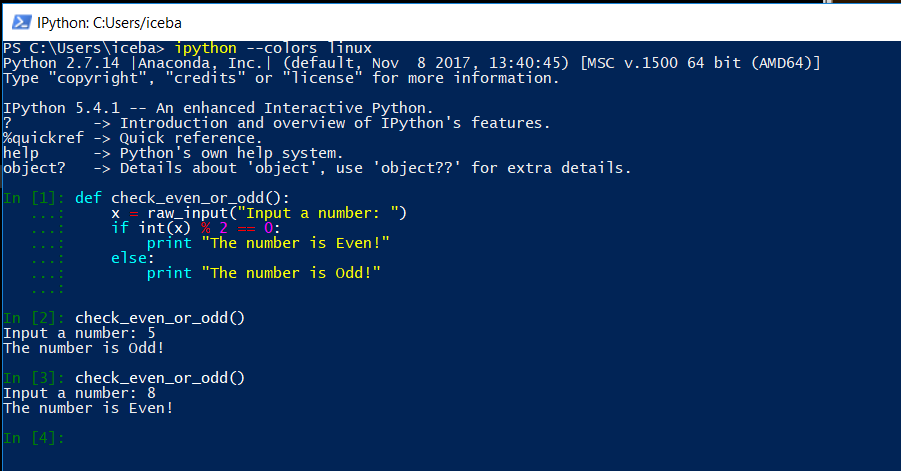 IPython: C:Users/iceba
PS C:\Users\iceba> ipython --colors linux
Python 2.7.14 |Anaconda, Inc.| (default, Nov  8 2017, 13:40:45) [MSC v.1500 64 bit (AMD64)]
Type "copyright", "credits" or "license" for more information.

IPython 5.4.1 -- An enhanced Interactive Python.
?         -> Introduction and overview of IPython's features.
%quickref -> Quick reference.
help      -> Python's own help system.
object?   -> Details about 'object', use 'object??' for extra details.

In [1]: def check_even_or_odd():
   ...:     x = raw_input("Input a number: ")
   ...:     if int(x) % 2 == 0:
   ...:         print "The number is Even!"
   ...:     else:
   ...:         print "The number is Odd!"
   ...:

In [2]: check_even_or_odd()
Input a number: 5
The number is Odd!

In [3]: check_even_or_odd()
Input a number: 8
The number is Even!

In [4]: